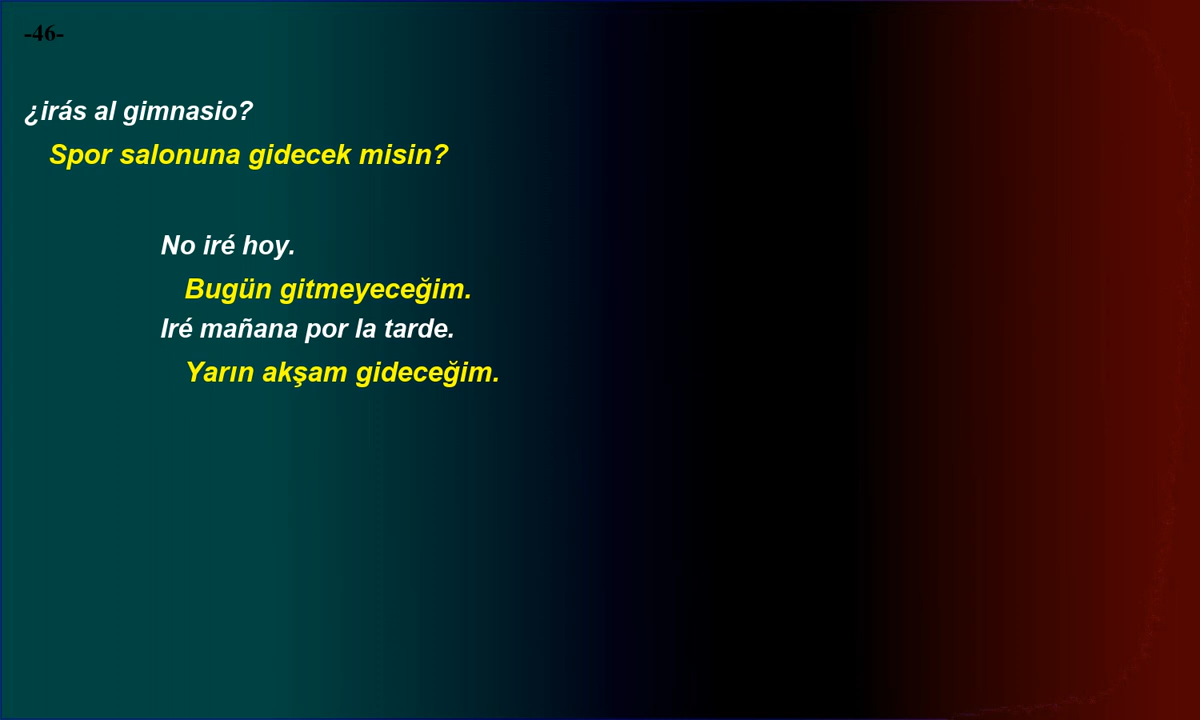 -46-
¿irás al gimnasio?
Spor salonuna gidecek misin?
No iré hoy.
Bugün gitmeyeceğim.
Iré mañana por la tarde.
Yarın akşam gideceğim.